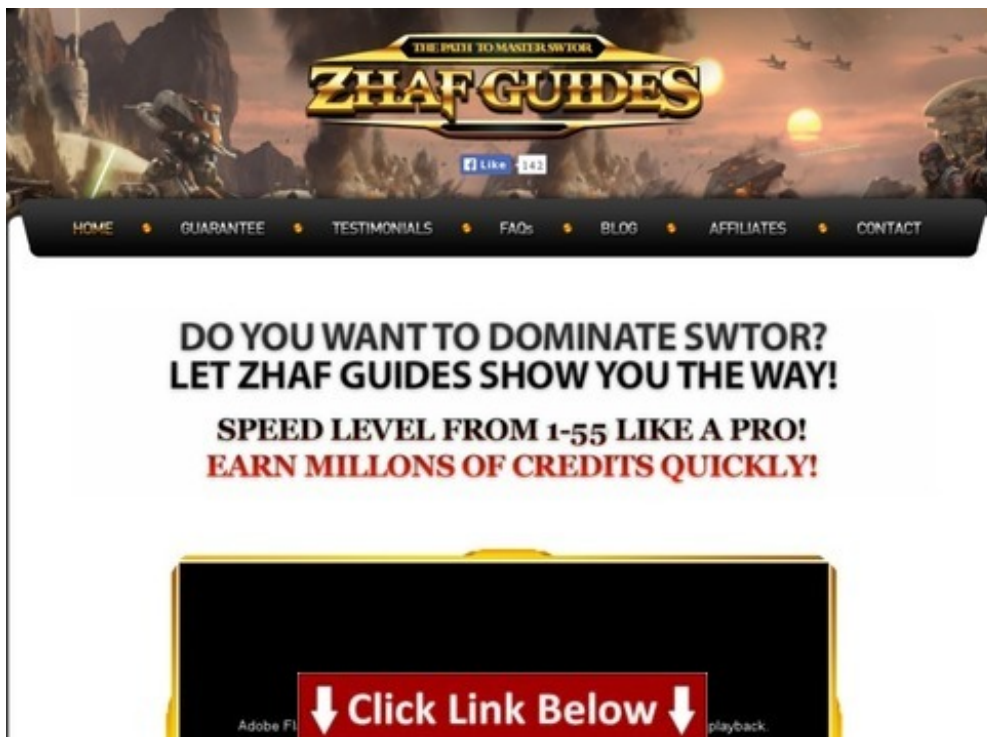 THE PATH TO MASTER SWTOR
ZHAF GUIDES
Like 142
HOME GUARANTEE TESTIMONIALS FAQs BLOG AFFILIATES CONTACT
DO YOU WANT TO DOMINATE SWTOR?
LET ZHAF GUIDES SHOW YOU THE WAY!
SPEED LEVEL FROM 1-55 LIKE A PRO!
EARN MILLONS OF CREDITS QUICKLY!
Click Link Below
Adobe Fl playback.